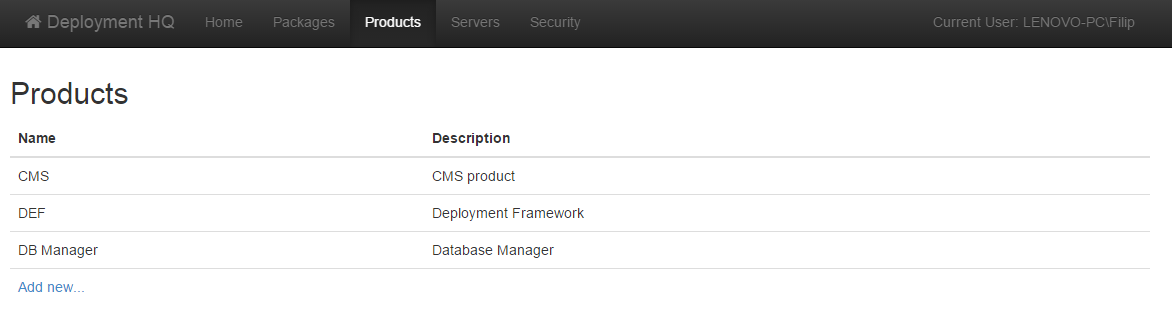 Deployment HQ Home Packages Products Servers Security Current User: LENOVO-PC\Filip
Products
Name Description
CMS CMS product
DEF Deployment Framework
DB Manager Database Manager
Add new...